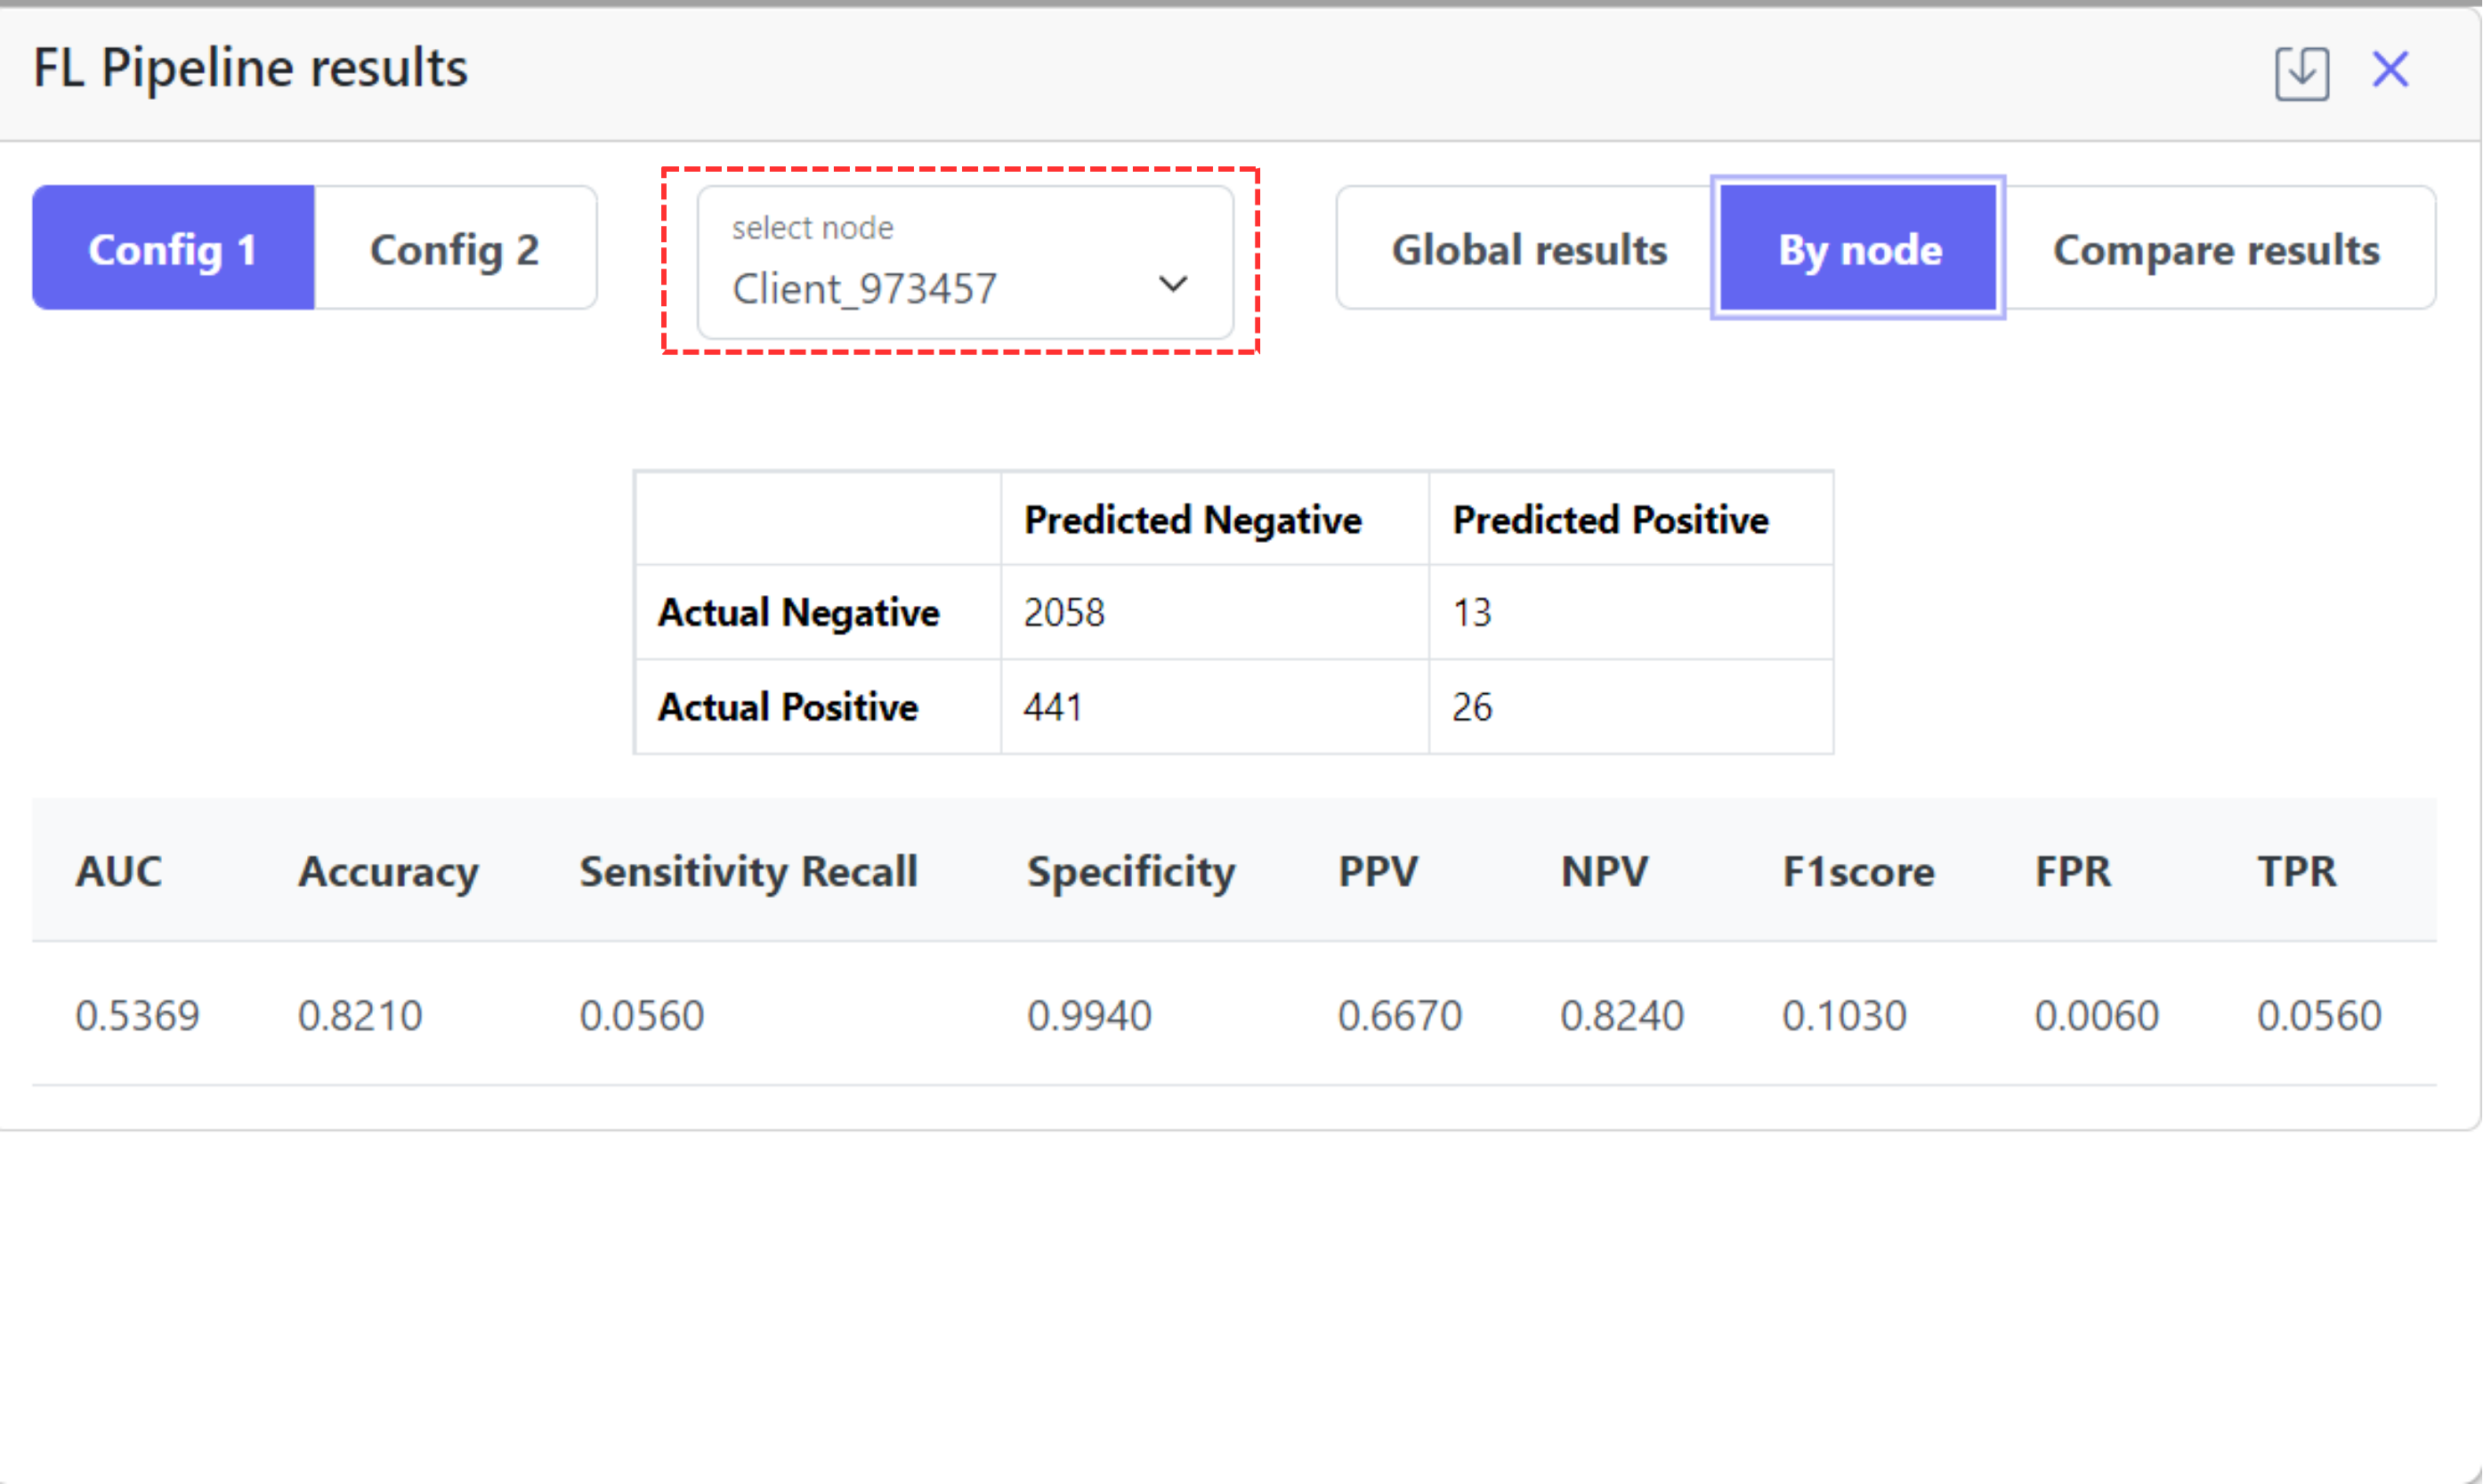 FL Pipeline results
Config 1 Config 2 select node Global results By node Compare results
Client_973457
Predicted Negative Predicted Positive
Actual Negative 2058 13
Actual Positive 441 26
AUC Accuracy Sensitivity Recall Specificity PPV NPV F1score FPR TPR
0.5369 0.8210 0.0560 0.9940 0.6670 0.8240 0.1030 0.0060 0.0560